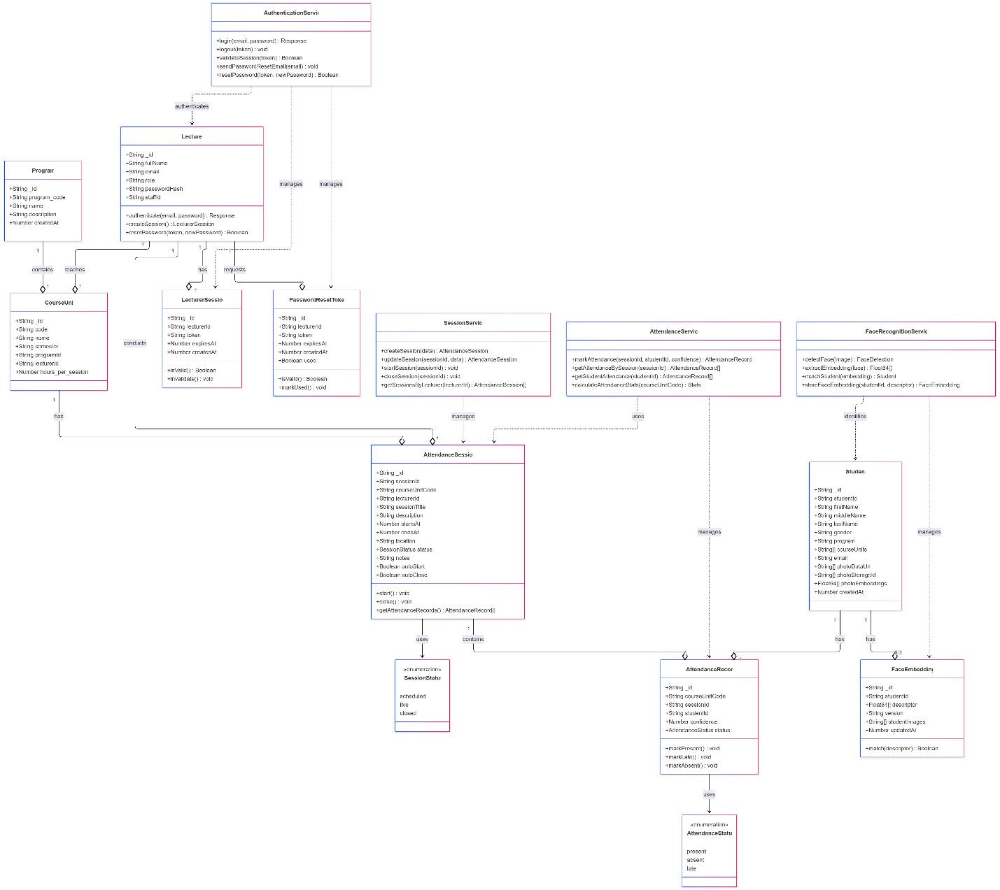 AuthenticationServi
+login(email, password) : Response
+logout(token) : void
+validateSession(token) : Boolean
+sendPasswordResetEmail(email) : void
+resetPassword(token, newPassword) : Boolean
authenticates
manages
manages
Lecture
+String _id
+String fullName
+String email
+String role
+String passwordHash
+String staffId
+authenticate(email, password) : Response
+createSession() : LecturerSession
+resetPassword(token, newPassword) : Boolean
Program
+String _id
+String program_code
+String name
+String description
+Number createdAt
1
1
1
1
1
contains
teaches
has
requests
conducts
CourseUni
+String _id
+String code
+String name
+String semester
+String programId
+String lecturerId
+Number hours_per_session
LecturerSessio
+String _id
+String lecturerId
+String token
+Number expiresAt
+Number createdAt
+isValid() : Boolean
+invalidate() : void
PasswordResetToke
+String _id
+String lecturerId
+String token
+Number expiresAt
+Number createdAt
+Boolean used
+isValid() : Boolean
+markUsed() : void
SessionServic
+createSession(data) : AttendanceSession
+updateSession(sessionId, data) : AttendanceSession
+startSession(sessionId) : void
+closeSession(sessionId) : void
+getSessionsByLecturer(lecturerId) : AttendanceSession[]
AttendanceServic
+markAttendance(sessionId, studentId, confidence) : AttendanceRecord
+getAttendanceBySession(sessionId) : AttendanceRecord[]
+getStudentAttendance(studentId) : AttendanceRecord[]
+calculateAttendanceStats(courseUnitCode) : Stats
FaceRecognitionServic
+detectFace(image) : FaceDetection
+extractEmbedding(face) : Float64[]
+matchStudent(embedding) : Student
+storeFaceEmbedding(studentId, descriptor) : FaceEmbedding
1
has
manages
uses
identifies
manages
manages
AttendanceSessio
+String _id
+String sessionId
+String courseUnitCode
+String lecturerId
+String sessionTitle
+String description
+Number startsAt
+Number endsAt
+String location
+SessionStatus status
+String notes
+Boolean autoStart
+Boolean autoClose
+start() : void
+close() : void
+getAttendanceRecords() : AttendanceRecord[]
Studen
+String _id
+String studentId
+String firstName
+String middleName
+String lastName
+String gender
+String program
+String[] courseUnits
+String email
+String[] photoDataUrl
+String[] photoStorageId
+Float64[] photoEmbeddings
+Number createdAt
uses
1
contains
1
has
1
has
0..1
«enumeration»
SessionStatu
scheduled
live
closed
AttendanceRecor
+String _id
+String courseUnitCode
+String sessionId
+String studentId
+Number confidence
+AttendanceStatus status
+markPresent() : void
+markLate() : void
+markAbsent() : void
FaceEmbedding
+String _id
+String studentId
+Float64[] descriptor
+String version
+String[] studentImages
+Number updatedAt
+match(descriptor) : Boolean
uses
«enumeration»
AttendanceStatu
present
absent
late